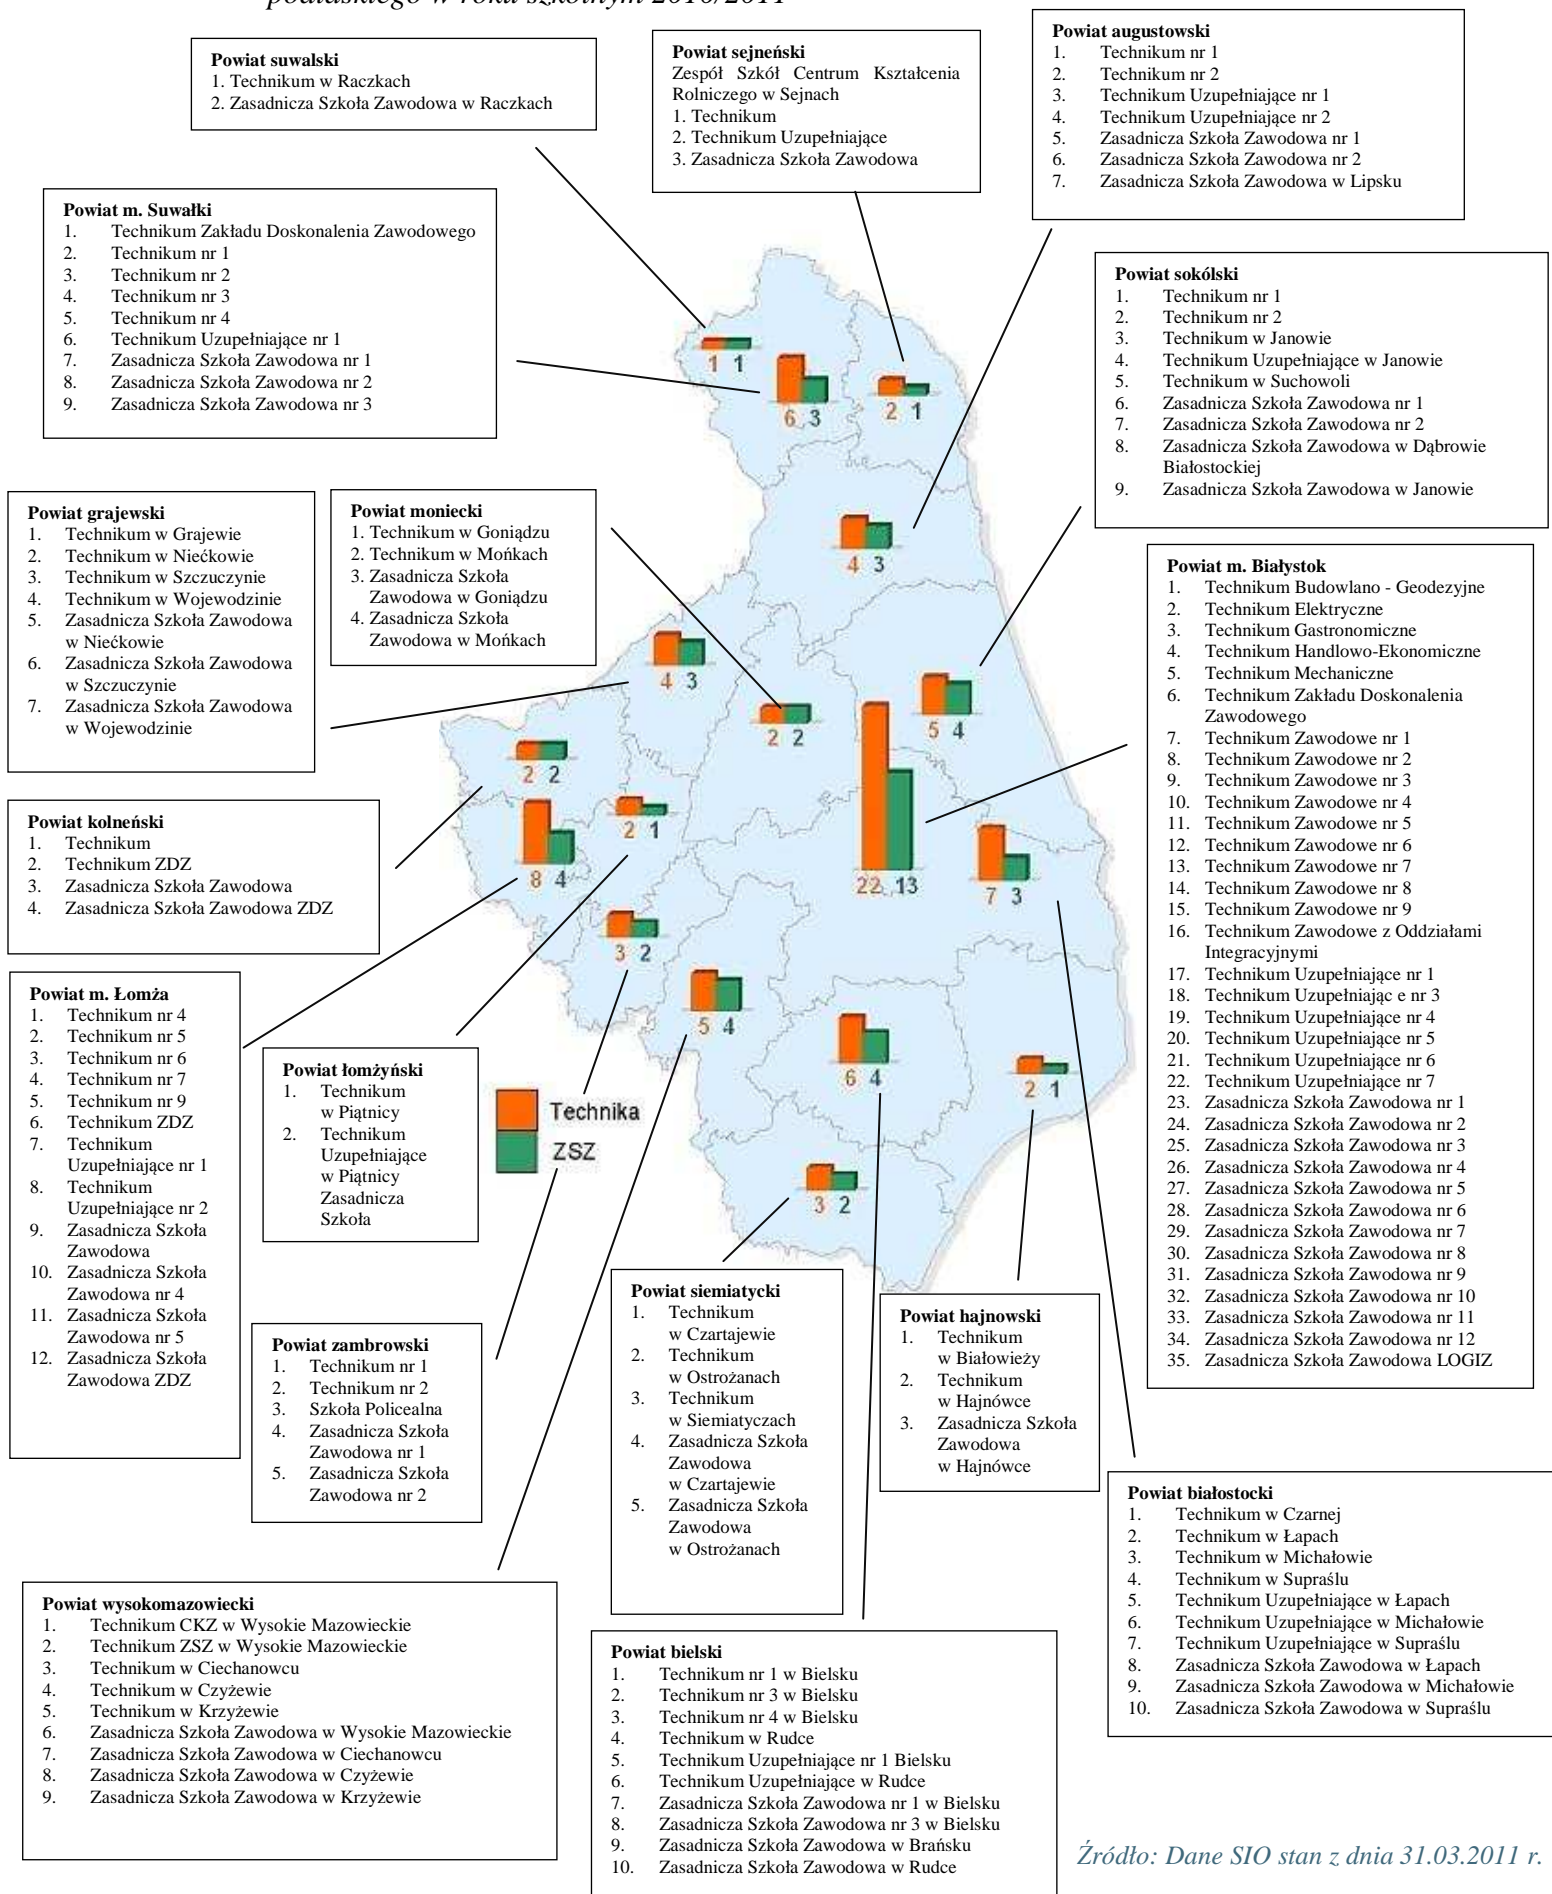 podlaskiego w roku szkolnym 2010/2011
Powiat suwalski
1. Technikum w Raczkach
2. Zasadnicza Szkoła Zawodowa w Raczkach
Powiat sejneński
Zespół Szkół Centrum Kształcenia
Rolniczego w Sejnach
1. Technikum
2. Technikum Uzupełniające
3. Zasadnicza Szkoła Zawodowa
Powiat augustowski
1. Technikum nr 1
2. Technikum nr 2
3. Technikum Uzupełniające nr 1
4. Technikum Uzupełniające nr 2
5. Zasadnicza Szkoła Zawodowa nr 1
6. Zasadnicza Szkoła Zawodowa nr 2
7. Zasadnicza Szkoła Zawodowa w Lipsku
Powiat m. Suwałki
1. Technikum Zakładu Doskonalenia Zawodowego
2. Technikum nr 1
3. Technikum nr 2
4. Technikum nr 3
5. Technikum nr 4
6. Technikum Uzupełniające nr 1
7. Zasadnicza Szkoła Zawodowa nr 1
8. Zasadnicza Szkoła Zawodowa nr 2
9. Zasadnicza Szkoła Zawodowa nr 3
Powiat sokólski
1. Technikum nr 1
2. Technikum nr 2
3. Technikum w Janowie
4. Technikum Uzupełniające w Janowie
5. Technikum w Suchowoli
6. Zasadnicza Szkoła Zawodowa nr 1
7. Zasadnicza Szkoła Zawodowa nr 2
8. Zasadnicza Szkoła Zawodowa w Dąbrowie
Białostockiej
9. Zasadnicza Szkoła Zawodowa w Janowie
1 1
6 3
2 1
4 3
4 3
5 4
2 2
2 2
2 1
8 4
22 13
7 3
3 2
5 4
6 4
2 1
3 2
Technika
ZSZ
Powiat grajewski
1. Technikum w Grajewie
2. Technikum w Niećkowie
3. Technikum w Szczuczynie
4. Technikum w Wojewodzinie
5. Zasadnicza Szkoła Zawodowa
w Niećkowie
6. Zasadnicza Szkoła Zawodowa
w Szczuczynie
7. Zasadnicza Szkoła Zawodowa
w Wojewodzinie
Powiat moniecki
1. Technikum w Goniądzu
2. Technikum w Mońkach
3. Zasadnicza Szkoła
Zawodowa w Goniądzu
4. Zasadnicza Szkoła
Zawodowa w Mońkach
Powiat m. Białystok
1. Technikum Budowlano - Geodezyjne
2. Technikum Elektryczne
3. Technikum Gastronomiczne
4. Technikum Handlowo-Ekonomiczne
5. Technikum Mechaniczne
6. Technikum Zakładu Doskonalenia
Zawodowego
7. Technikum Zawodowe nr 1
8. Technikum Zawodowe nr 2
9. Technikum Zawodowe nr 3
10. Technikum Zawodowe nr 4
11. Technikum Zawodowe nr 5
12. Technikum Zawodowe nr 6
13. Technikum Zawodowe nr 7
14. Technikum Zawodowe nr 8
15. Technikum Zawodowe nr 9
16. Technikum Zawodowe z Oddziałami
Integracyjnymi
17. Technikum Uzupełniające nr 1
18. Technikum Uzupełniając e nr 3
19. Technikum Uzupełniające nr 4
20. Technikum Uzupełniające nr 5
21. Technikum Uzupełniające nr 6
22. Technikum Uzupełniające nr 7
23. Zasadnicza Szkoła Zawodowa nr 1
24. Zasadnicza Szkoła Zawodowa nr 2
25. Zasadnicza Szkoła Zawodowa nr 3
26. Zasadnicza Szkoła Zawodowa nr 4
27. Zasadnicza Szkoła Zawodowa nr 5
28. Zasadnicza Szkoła Zawodowa nr 6
29. Zasadnicza Szkoła Zawodowa nr 7
30. Zasadnicza Szkoła Zawodowa nr 8
31. Zasadnicza Szkoła Zawodowa nr 9
32. Zasadnicza Szkoła Zawodowa nr 10
33. Zasadnicza Szkoła Zawodowa nr 11
34. Zasadnicza Szkoła Zawodowa nr 12
35. Zasadnicza Szkoła Zawodowa LOGIZ
Powiat kolneński
1. Technikum
2. Technikum ZDZ
3. Zasadnicza Szkoła Zawodowa
4. Zasadnicza Szkoła Zawodowa ZDZ
Powiat m. Łomża
1. Technikum nr 4
2. Technikum nr 5
3. Technikum nr 6
4. Technikum nr 7
5. Technikum nr 9
6. Technikum ZDZ
7. Technikum
Uzupełniające nr 1
8. Technikum
Uzupełniające nr 2
9. Zasadnicza Szkoła
Zawodowa
10. Zasadnicza Szkoła
Zawodowa nr 4
11. Zasadnicza Szkoła
Zawodowa nr 5
12. Zasadnicza Szkoła
Zawodowa ZDZ
Powiat łomżyński
1. Technikum
w Piątnicy
2. Technikum
Uzupełniające
w Piątnicy
Zasadnicza
Szkoła
Powiat zambrowski
1. Technikum nr 1
2. Technikum nr 2
3. Szkoła Policealna
4. Zasadnicza Szkoła
Zawodowa nr 1
5. Zasadnicza Szkoła
Zawodowa nr 2
Powiat siemiatycki
1. Technikum
w Czartajewie
2. Technikum
w Ostrożanach
3. Technikum
w Siemiatyczach
4. Zasadnicza Szkoła
Zawodowa
w Czartajewie
5. Zasadnicza Szkoła
Zawodowa
w Ostrożanach
Powiat hajnowski
1. Technikum
w Białowieży
2. Technikum
w Hajnówce
3. Zasadnicza Szkoła
Zawodowa
w Hajnówce
Powiat białostocki
1. Technikum w Czarnej
2. Technikum w Łapach
3. Technikum w Michałowie
4. Technikum w Supraślu
5. Technikum Uzupełniające w Łapach
6. Technikum Uzupełniające w Michałowie
7. Technikum Uzupełniające w Supraślu
8. Zasadnicza Szkoła Zawodowa w Łapach
9. Zasadnicza Szkoła Zawodowa w Michałowie
10. Zasadnicza Szkoła Zawodowa w Supraślu
Powiat wysokomazowiecki
1. Technikum CKZ w Wysokie Mazowieckie
2. Technikum ZSZ w Wysokie Mazowieckie
3. Technikum w Ciechanowcu
4. Technikum w Czyżewie
5. Technikum w Krzyżewie
6. Zasadnicza Szkoła Zawodowa w Wysokie Mazowieckie
7. Zasadnicza Szkoła Zawodowa w Ciechanowcu
8. Zasadnicza Szkoła Zawodowa w Czyżewie
9. Zasadnicza Szkoła Zawodowa w Krzyżewie
Powiat bielski
1. Technikum nr 1 w Bielsku
2. Technikum nr 3 w Bielsku
3. Technikum nr 4 w Bielsku
4. Technikum w Rudce
5. Technikum Uzupełniające nr 1 Bielsku
6. Technikum Uzupełniające w Rudce
7. Zasadnicza Szkoła Zawodowa nr 1 w Bielsku
8. Zasadnicza Szkoła Zawodowa nr 3 w Bielsku
9. Zasadnicza Szkoła Zawodowa w Brańsku
10. Zasadnicza Szkoła Zawodowa w Rudce
Źródło: Dane SIO stan z dnia 31.03.2011 r.